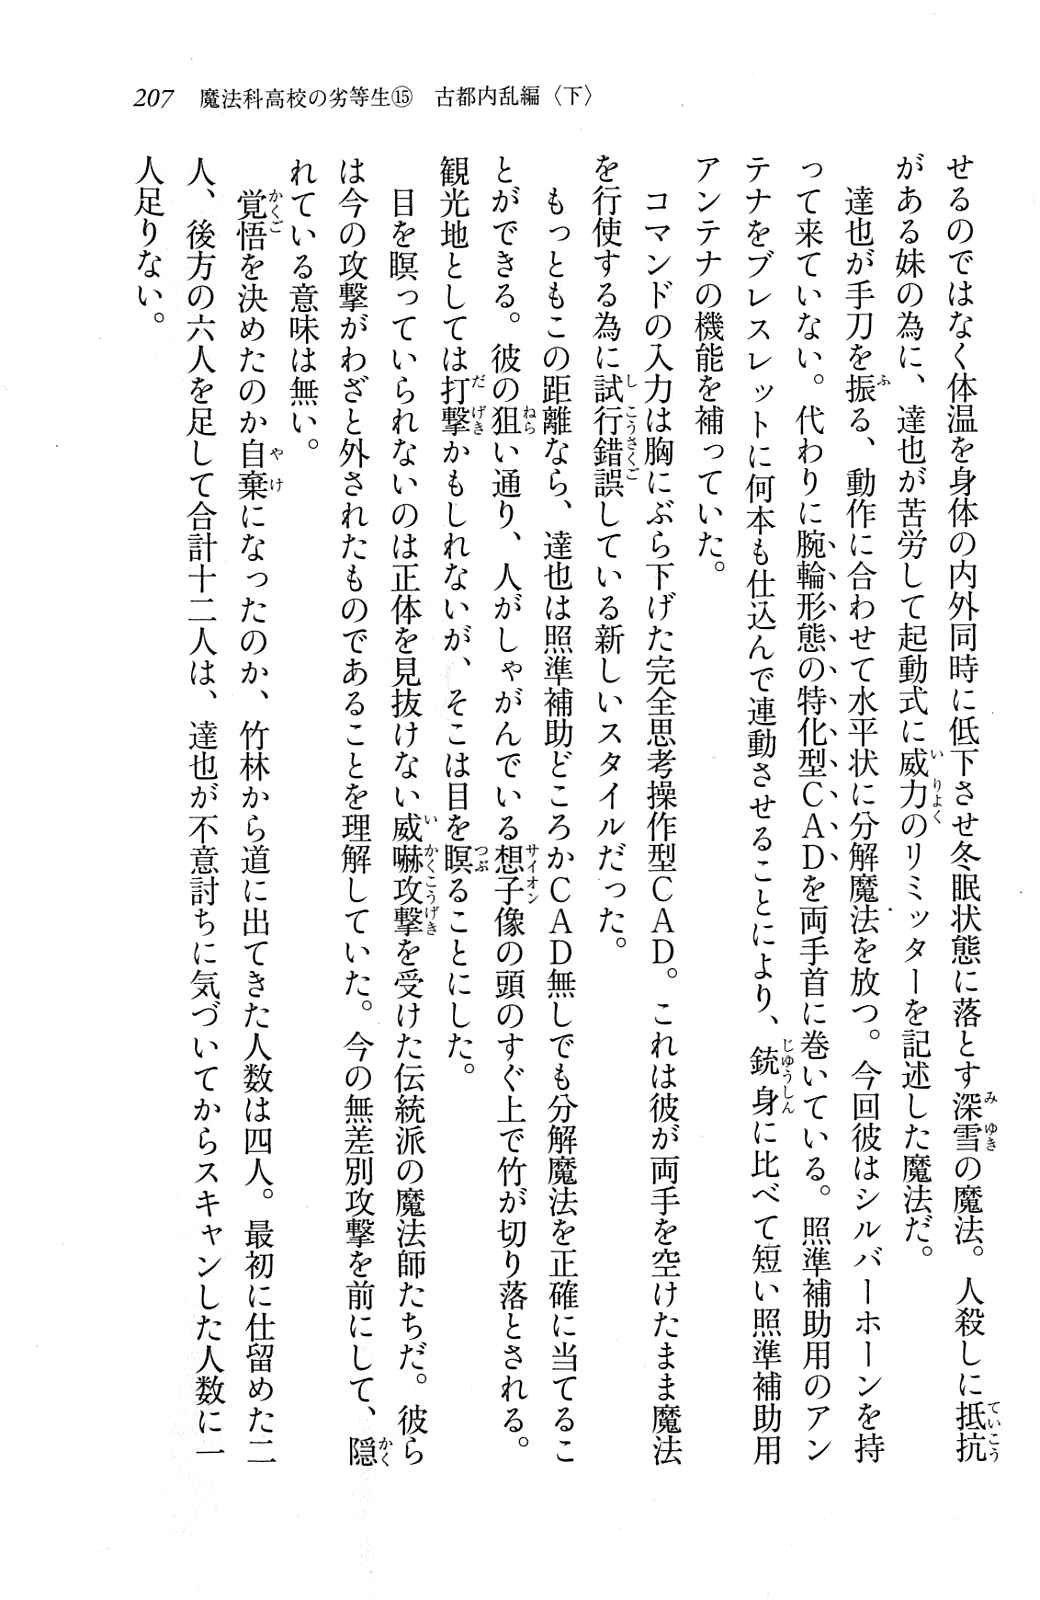 207 魔法科高校の劣等生⑮ 古都内乱編〈下〉
せるのではなく体温を身体の内外同時に低下させ冬眠状態に落とす深雪の魔法。人殺しに抵抗
がある妹の為に、達也が苦労して起動式に威力のリミッターを記述した魔法だ。
達也が手刀を振る、動作に合わせて水平状に分解魔法を放つ。今回彼はシルバーホーンを持
って来ていない。代わりに腕輪形態の特化型ＣＡＤを両手首に巻いている。照準補助用のアン
テナをブレスレットに何本も仕込んで連動させることにより、銃身に比べて短い照準補助用
アンテナの機能を補っていた。
コマンドの入力は胸にぶら下げた完全思考操作型ＣＡＤ。これは彼が両手を空けたまま魔法
を行使する為に試行錯誤している新しいスタイルだった。
もっともこの距離なら、達也は照準補助どころかＣＡＤ無しでも分解魔法を正確に当てるこ
とができる。彼の狙い通り、人がしゃがんでいる想子像の頭のすぐ上で竹が切り落とされる。
観光地としては打撃かもしれないが、そこは目を瞑ることにした。
目を瞑っていられないのは正体を見抜けない威嚇攻撃を受けた伝統派の魔法師たちだ。彼ら
は今の攻撃がわざと外されたものであることを理解していた。今の無差別攻撃を前にして、隠
れている意味は無い。
覚悟を決めたのか自棄になったのか、竹林から道に出てきた人数は四人。最初に仕留めた二
人、後方の六人を足して合計十二人は、達也が不意討ちに気づいてからスキャンした人数に一
人足りない。